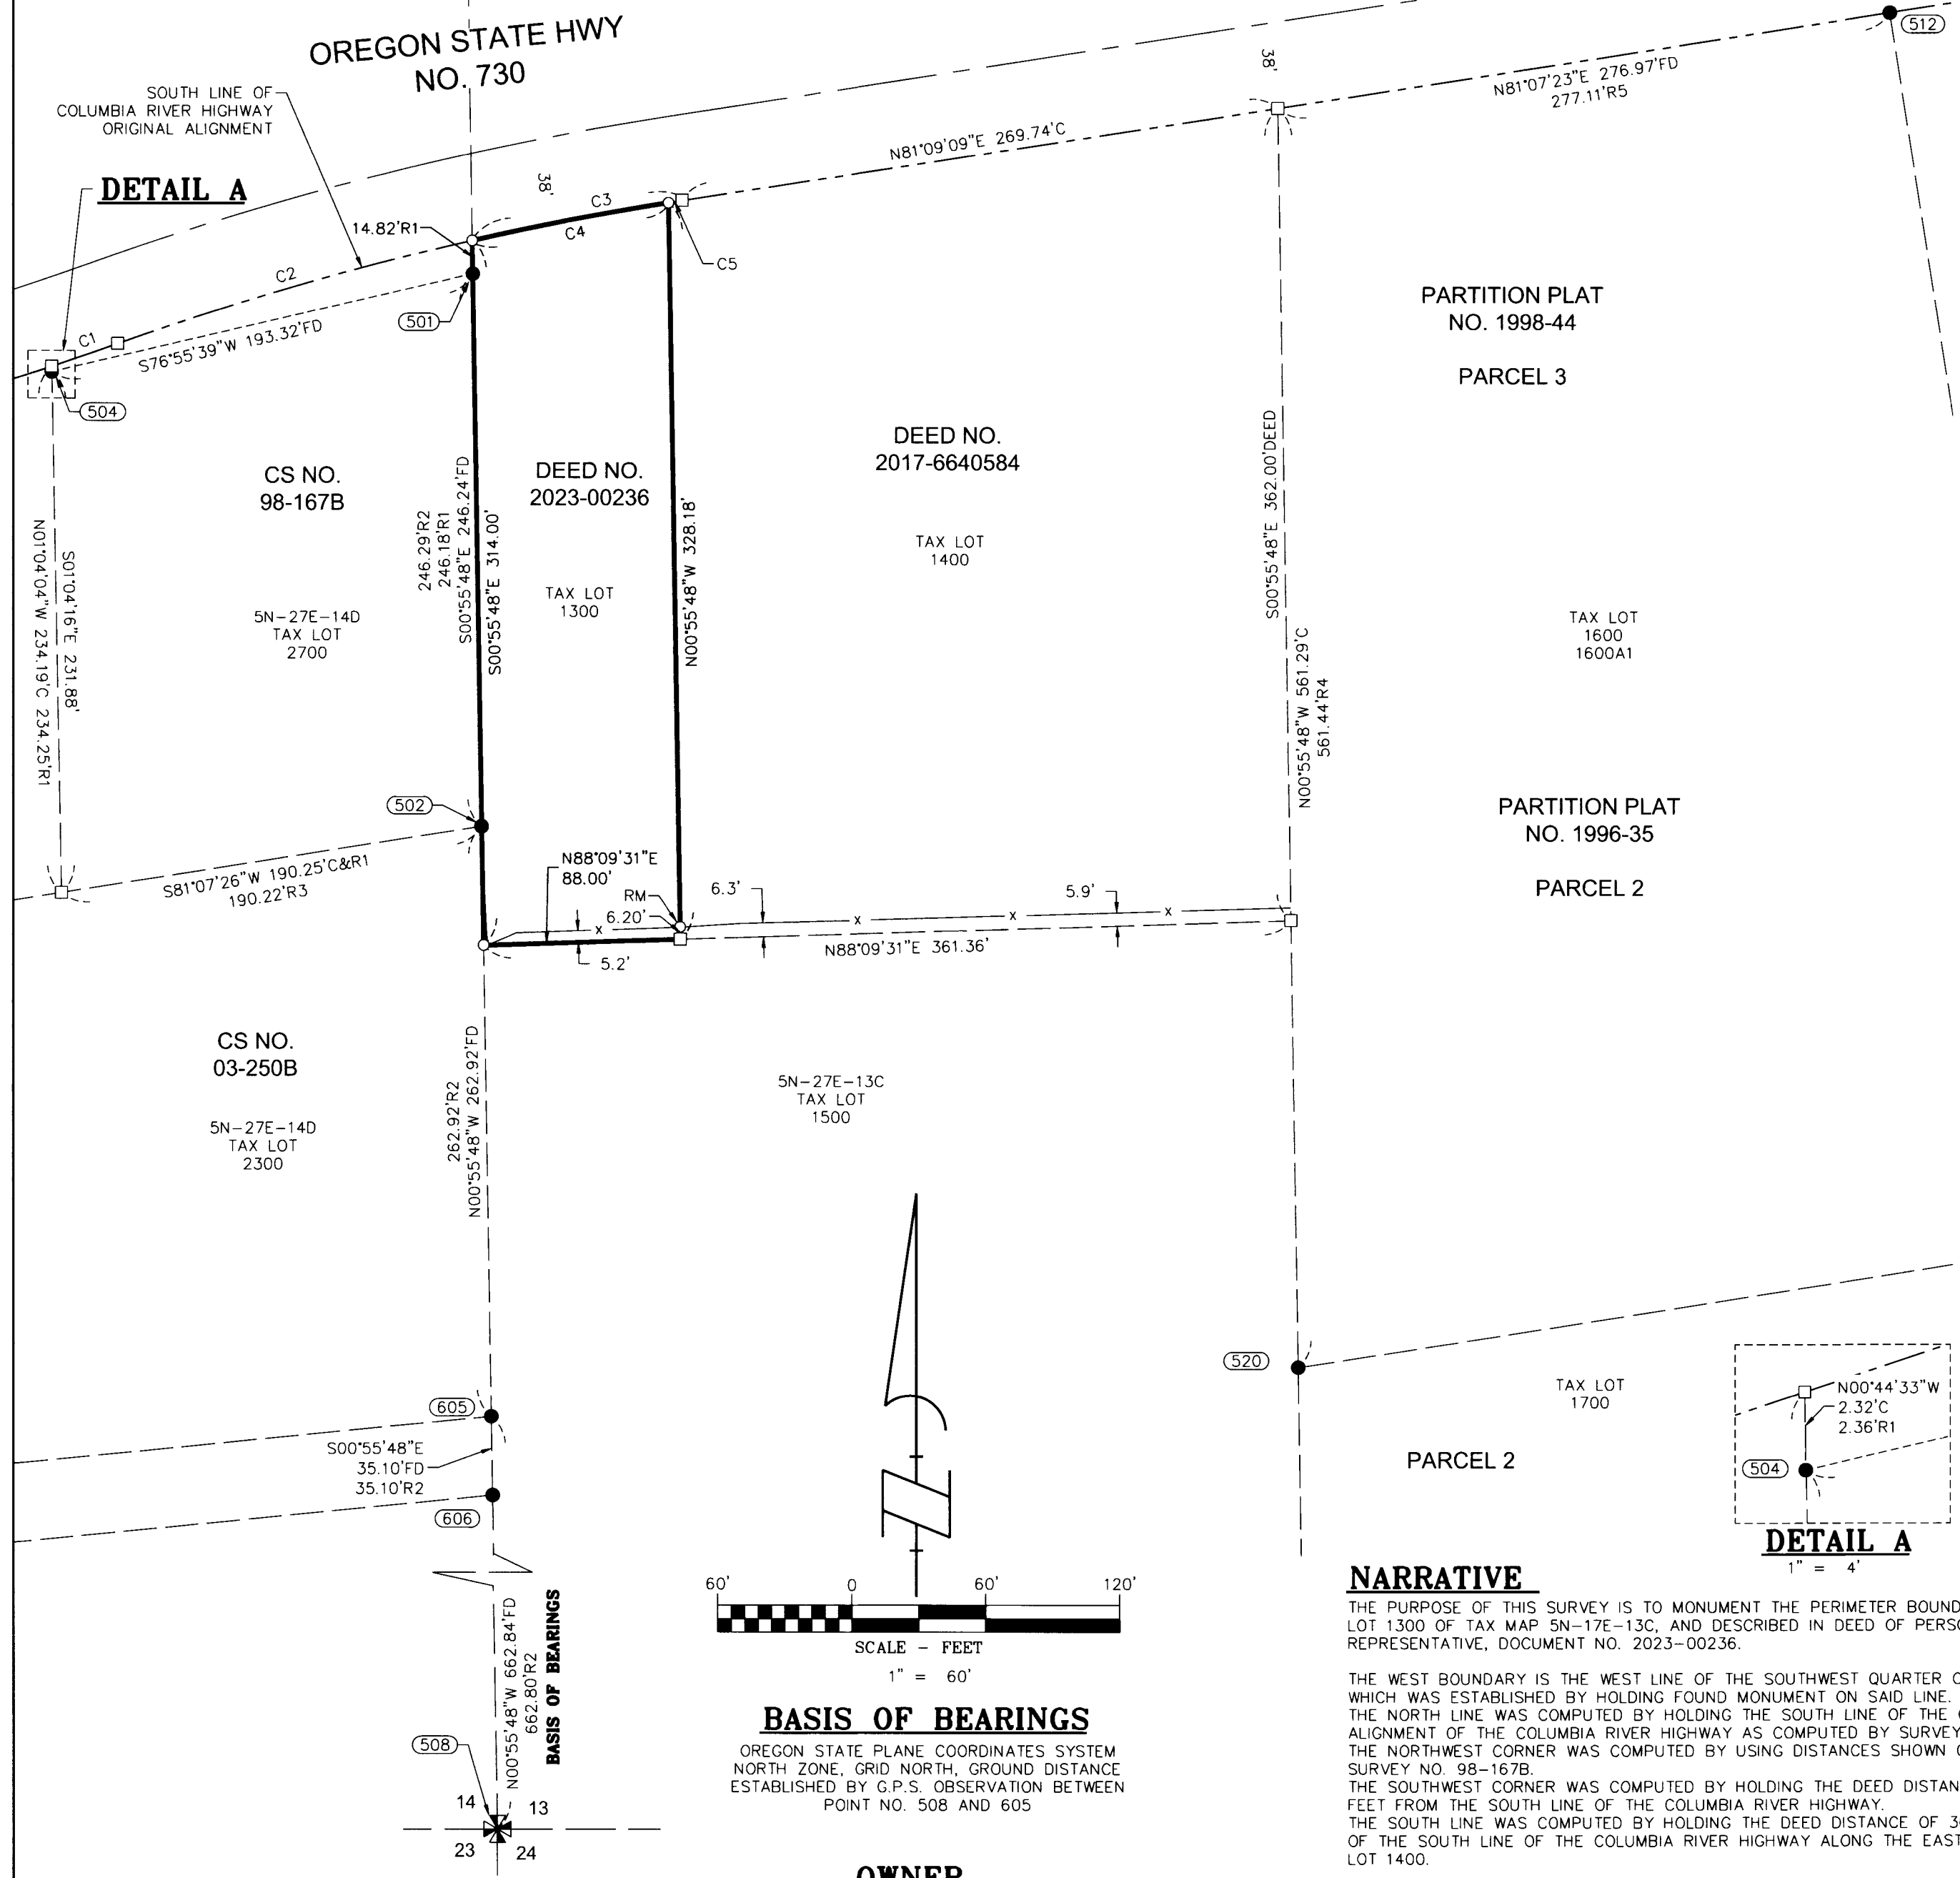 OREGON STATE HWY
NO. 730
SOUTH LINE OF
COLUMBIA RIVER HIGHWAY
ORIGINAL ALIGNMENT
DETAIL A
14.82'R1
C1
C2
C3
C4
C5
38'
38'
N81°09'09"E 269.74'C
N81°07'23"E 276.97'FD
277.11'R5
512
501
504
S76°55'39"W 193.32'FD
PARTITION PLAT
NO. 1998-44
PARCEL 3
CS NO.
98-167B
5N-27E-14D
TAX LOT
2700
N01°04'04"W 234.19'C 234.25'R1
S01°04'16"E 231.88'
246.29'R2
246.18'R1
S00°55'48"E 246.24'FD
S00°55'48"E 314.00'
DEED NO.
2023-00236
TAX LOT
1300
N00°55'48"W 328.18'
DEED NO.
2017-6640584
TAX LOT
1400
S00°55'48"E 362.00'DEED
N00°55'48"W 561.29'C
561.44'R4
TAX LOT
1600
1600A1
PARTITION PLAT
NO. 1996-35
PARCEL 2
502
S81°07'26"W 190.25'C&R1
190.22'R3
N88°09'31"E
88.00'
RM
6.20'
5.2'
6.3'
5.9'
x
x
x
x
N88°09'31"E 361.36'
CS NO.
03-250B
5N-27E-14D
TAX LOT
2300
262.92'R2
N00°55'48"W 262.92'FD
5N-27E-13C
TAX LOT
1500
520
TAX LOT
1700
PARCEL 2
605
S00°55'48"E
35.10'FD
35.10'R2
606
N00°55'48"W 662.84'FD
662.80'R2
BASIS OF BEARINGS
508
14
13
23
24
N
60'
0
60'
120'
SCALE - FEET
1" = 60'
BASIS OF BEARINGS
OREGON STATE PLANE COORDINATES SYSTEM
NORTH ZONE, GRID NORTH, GROUND DISTANCE
ESTABLISHED BY G.P.S. OBSERVATION BETWEEN
POINT NO. 508 AND 605
OWNER
N00°44'33"W
2.32'C
2.36'R1
504
DETAIL A
1" = 4'
NARRATIVE
THE PURPOSE OF THIS SURVEY IS TO MONUMENT THE PERIMETER BOUND
LOT 1300 OF TAX MAP 5N-17E-13C, AND DESCRIBED IN DEED OF PERSO
REPRESENTATIVE, DOCUMENT NO. 2023-00236.
THE WEST BOUNDARY IS THE WEST LINE OF THE SOUTHWEST QUARTER O
WHICH WAS ESTABLISHED BY HOLDING FOUND MONUMENT ON SAID LINE.
THE NORTH LINE WAS COMPUTED BY HOLDING THE SOUTH LINE OF THE
ALIGNMENT OF THE COLUMBIA RIVER HIGHWAY AS COMPUTED BY SURVEY
THE NORTHWEST CORNER WAS COMPUTED BY USING DISTANCES SHOWN
SURVEY NO. 98-167B.
THE SOUTHWEST CORNER WAS COMPUTED BY HOLDING THE DEED DISTAN
FEET FROM THE SOUTH LINE OF THE COLUMBIA RIVER HIGHWAY.
THE SOUTH LINE WAS COMPUTED BY HOLDING THE DEED DISTANCE OF 3
OF THE SOUTH LINE OF THE COLUMBIA RIVER HIGHWAY ALONG THE EAST
LOT 1400.